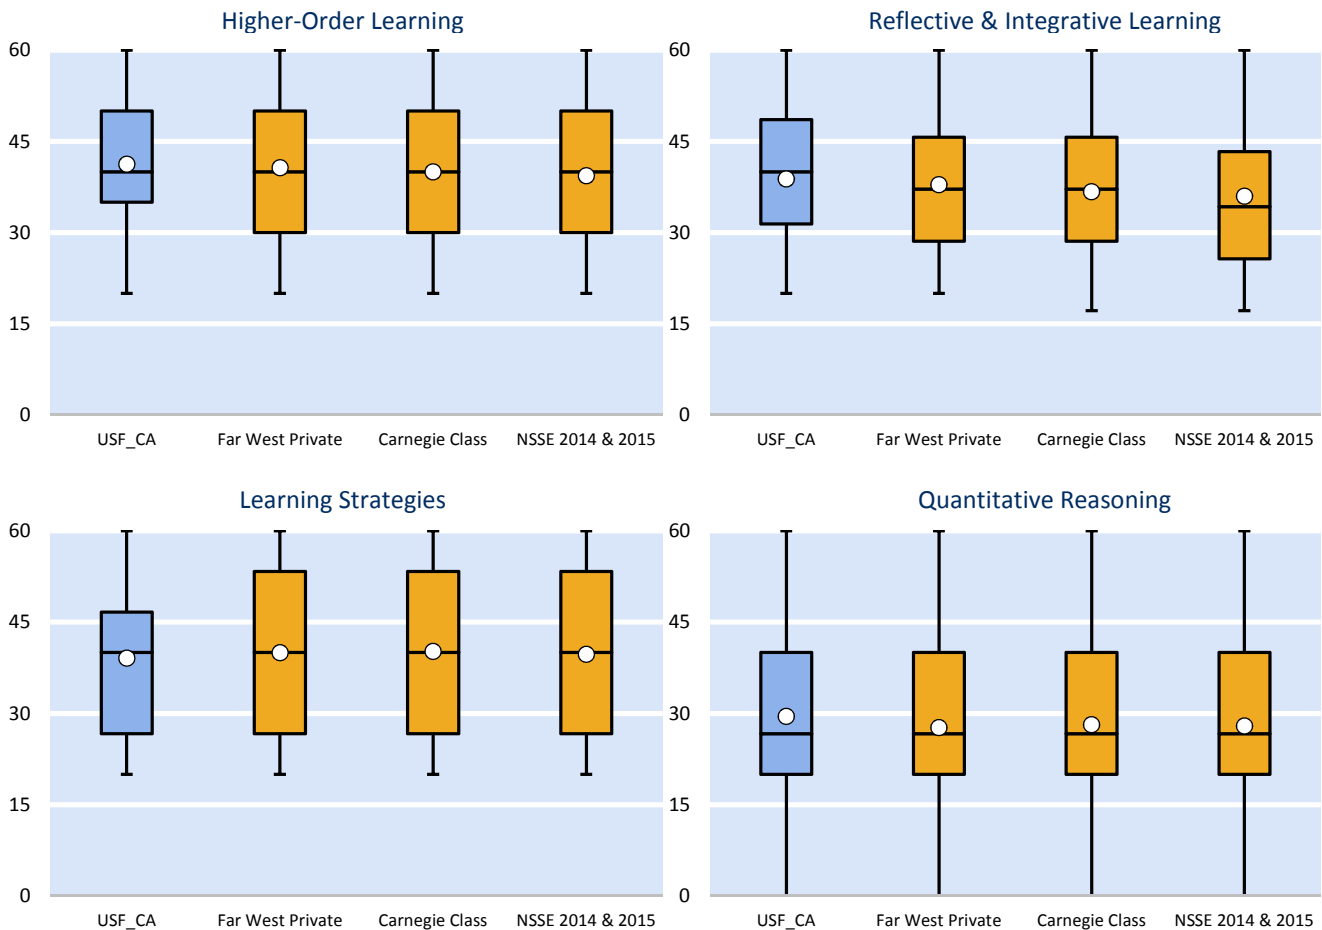 Higher-Order Learning
60
45
30
15
0
USF_CA Far West Private Carnegie Class NSSE 2014 & 2015
Reflective & Integrative Learning
60
45
30
15
0
USF_CA Far West Private Carnegie Class NSSE 2014 & 2015
Learning Strategies
60
45
30
15
0
USF_CA Far West Private Carnegie Class NSSE 2014 & 2015
Quantitative Reasoning
60
45
30
15
0
USF_CA Far West Private Carnegie Class NSSE 2014 & 2015